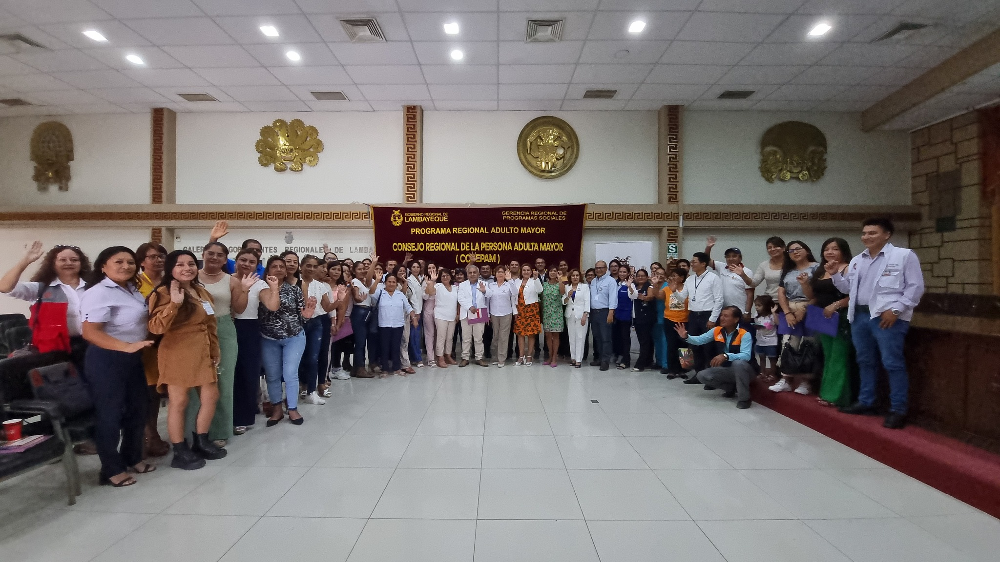 GOBIERNO REGIONAL DE
LAMBAYEQUE
GERENCIA REGIONAL DE
PROGRAMAS SOCIALES
PROGRAMA REGIONAL ADULTO MAYOR
CONSEJO REGIONAL DE LA PERSONA ADULTA MAYOR
REGIONALES DE
S